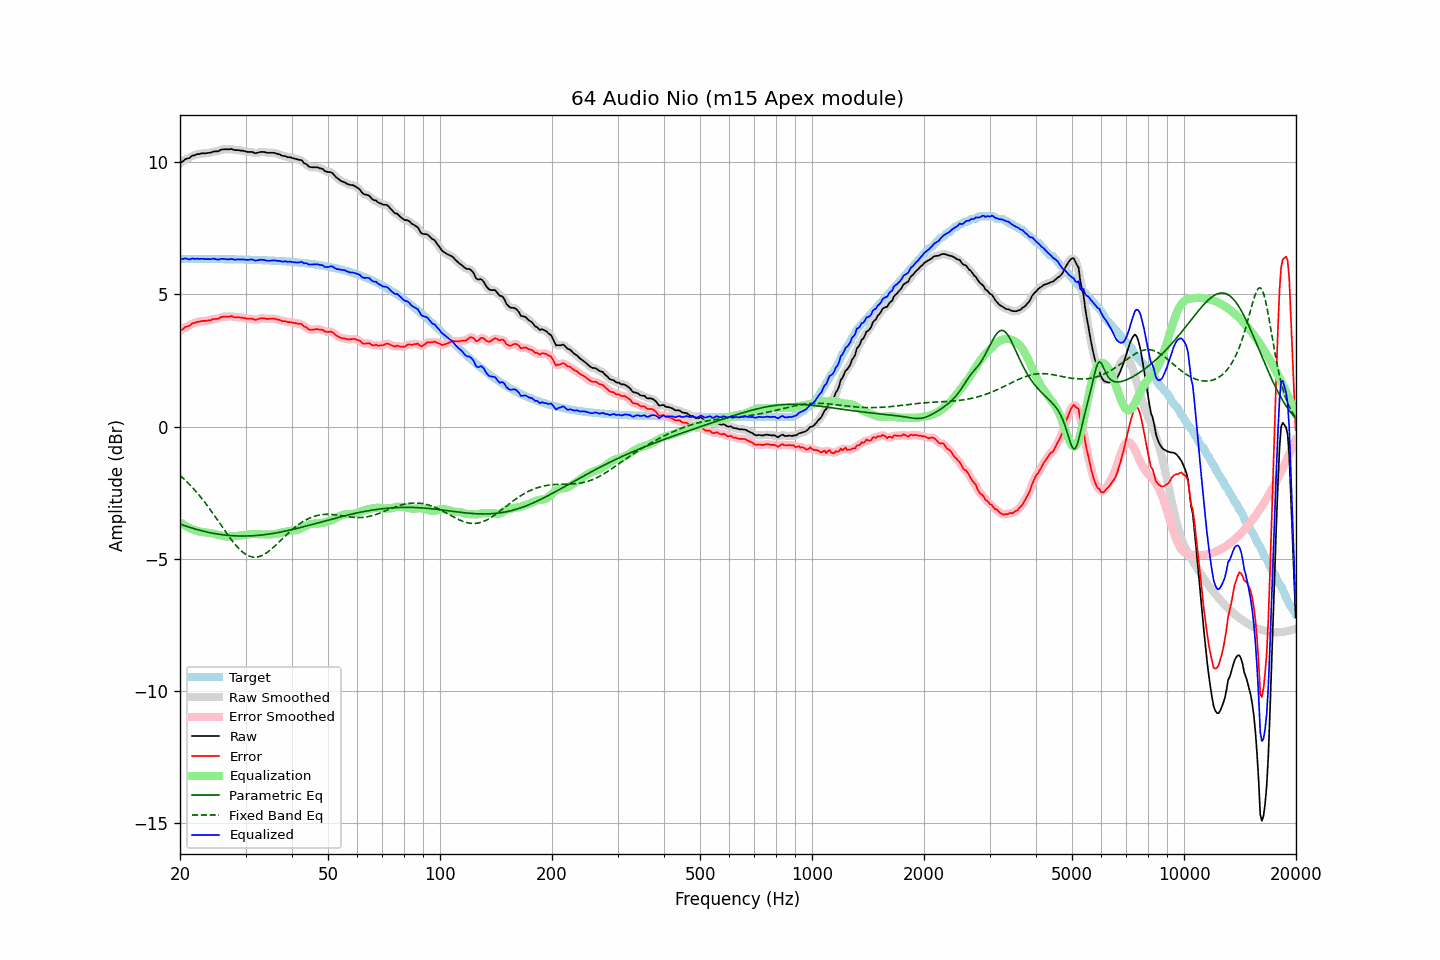 64 Audio Nio (m15 Apex module)
10
5
0
−5
−10
−15
Amplitude (dBr)
Target
Raw Smoothed
Error Smoothed
Raw
Error
Equalization
Parametric Eq
Fixed Band Eq
Equalized
20 50 100 200 500 1000 2000 5000 10000 20000
Frequency (Hz)